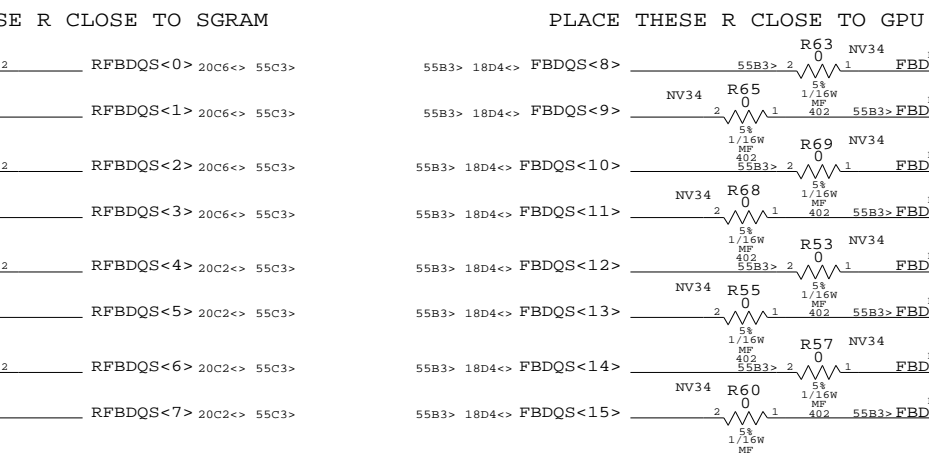 SE R CLOSE TO SGRAM
PLACE THESE R CLOSE TO GPU
2 RFBDQS<0> 20C6<> 55C3>
RFBDQS<1> 20C6<> 55C3>
2 RFBDQS<2> 20C6<> 55C3>
RFBDQS<3> 20C6<> 55C3>
2 RFBDQS<4> 20C2<> 55C3>
RFBDQS<5> 20C2<> 55C3>
2 RFBDQS<6> 20C2<> 55C3>
RFBDQS<7> 20C2<> 55C3>
R63 NV34
0
55B3> 18D4<> FBDQS<8> 55B3> 2 1 FBD
5%
1/16W
MF
402
NV34 R65
0
55B3> 18D4<> FBDQS<9> 2 1 55B3> FBD
5%
1/16W
MF
402
R69 NV34
0
55B3> 18D4<> FBDQS<10> 55B3> 2 1 FBD
5%
1/16W
MF
402
NV34 R68
0
55B3> 18D4<> FBDQS<11> 2 1 55B3> FBD
5%
1/16W
MF
402
R53 NV34
0
55B3> 18D4<> FBDQS<12> 55B3> 2 1 FBD
5%
1/16W
MF
402
NV34 R55
0
55B3> 18D4<> FBDQS<13> 2 1 55B3> FBD
5%
1/16W
MF
402
R57 NV34
0
55B3> 18D4<> FBDQS<14> 55B3> 2 1 FBD
5%
1/16W
MF
402
NV34 R60
0
55B3> 18D4<> FBDQS<15> 2 1 55B3> FBD
5%
1/16W
MF